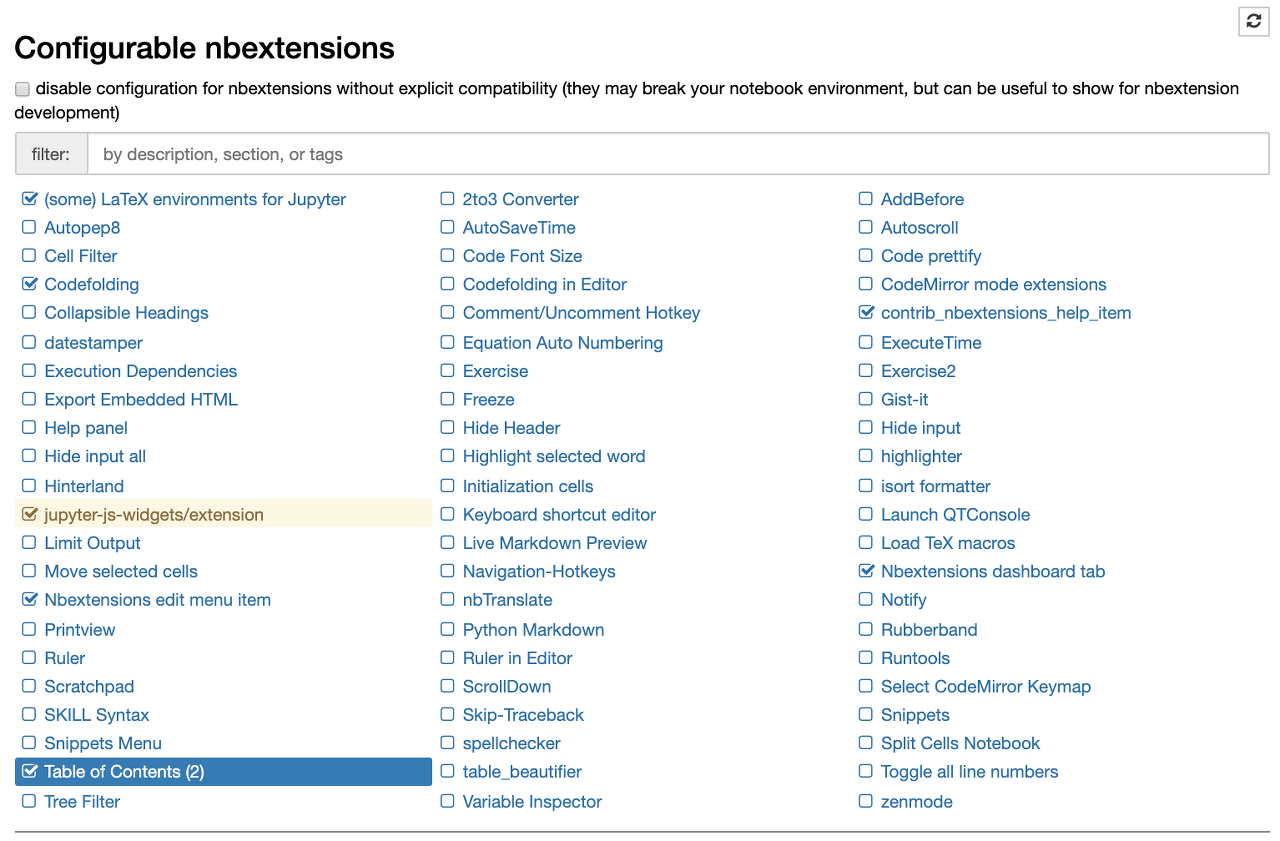 Configurable nbextensions
disable configuration for nbextensions without explicit compatibility (they may break your notebook environment, but can be useful to show for nbextension
development)
filter: by description, section, or tags
(some) LaTeX environments for Jupyter 2to3 Converter AddBefore
Autopep8 AutoSaveTime Autoscroll
Cell Filter Code Font Size Code prettify
Codefolding Codefolding in Editor CodeMirror mode extensions
Collapsible Headings Comment/Uncomment Hotkey contrib_nbextensions_help_item
datestamper Equation Auto Numbering ExecuteTime
Execution Dependencies Exercise Exercise2
Export Embedded HTML Freeze Gist-it
Help panel Hide Header Hide input
Hide input all Highlight selected word highlighter
Hinterland Initialization cells isort formatter
jupyter-js-widgets/extension Keyboard shortcut editor Launch QTConsole
Limit Output Live Markdown Preview Load TeX macros
Move selected cells Navigation-Hotkeys Nbextensions dashboard tab
Nbextensions edit menu item nbTranslate Notify
Printview Python Markdown Rubberband
Ruler Ruler in Editor Runtools
Scratchpad ScrollDown Select CodeMirror Keymap
SKILL Syntax Skip-Traceback Snippets
Snippets Menu spellchecker Split Cells Notebook
Table of Contents (2) table_beautifier Toggle all line numbers
Tree Filter Variable Inspector zenmode